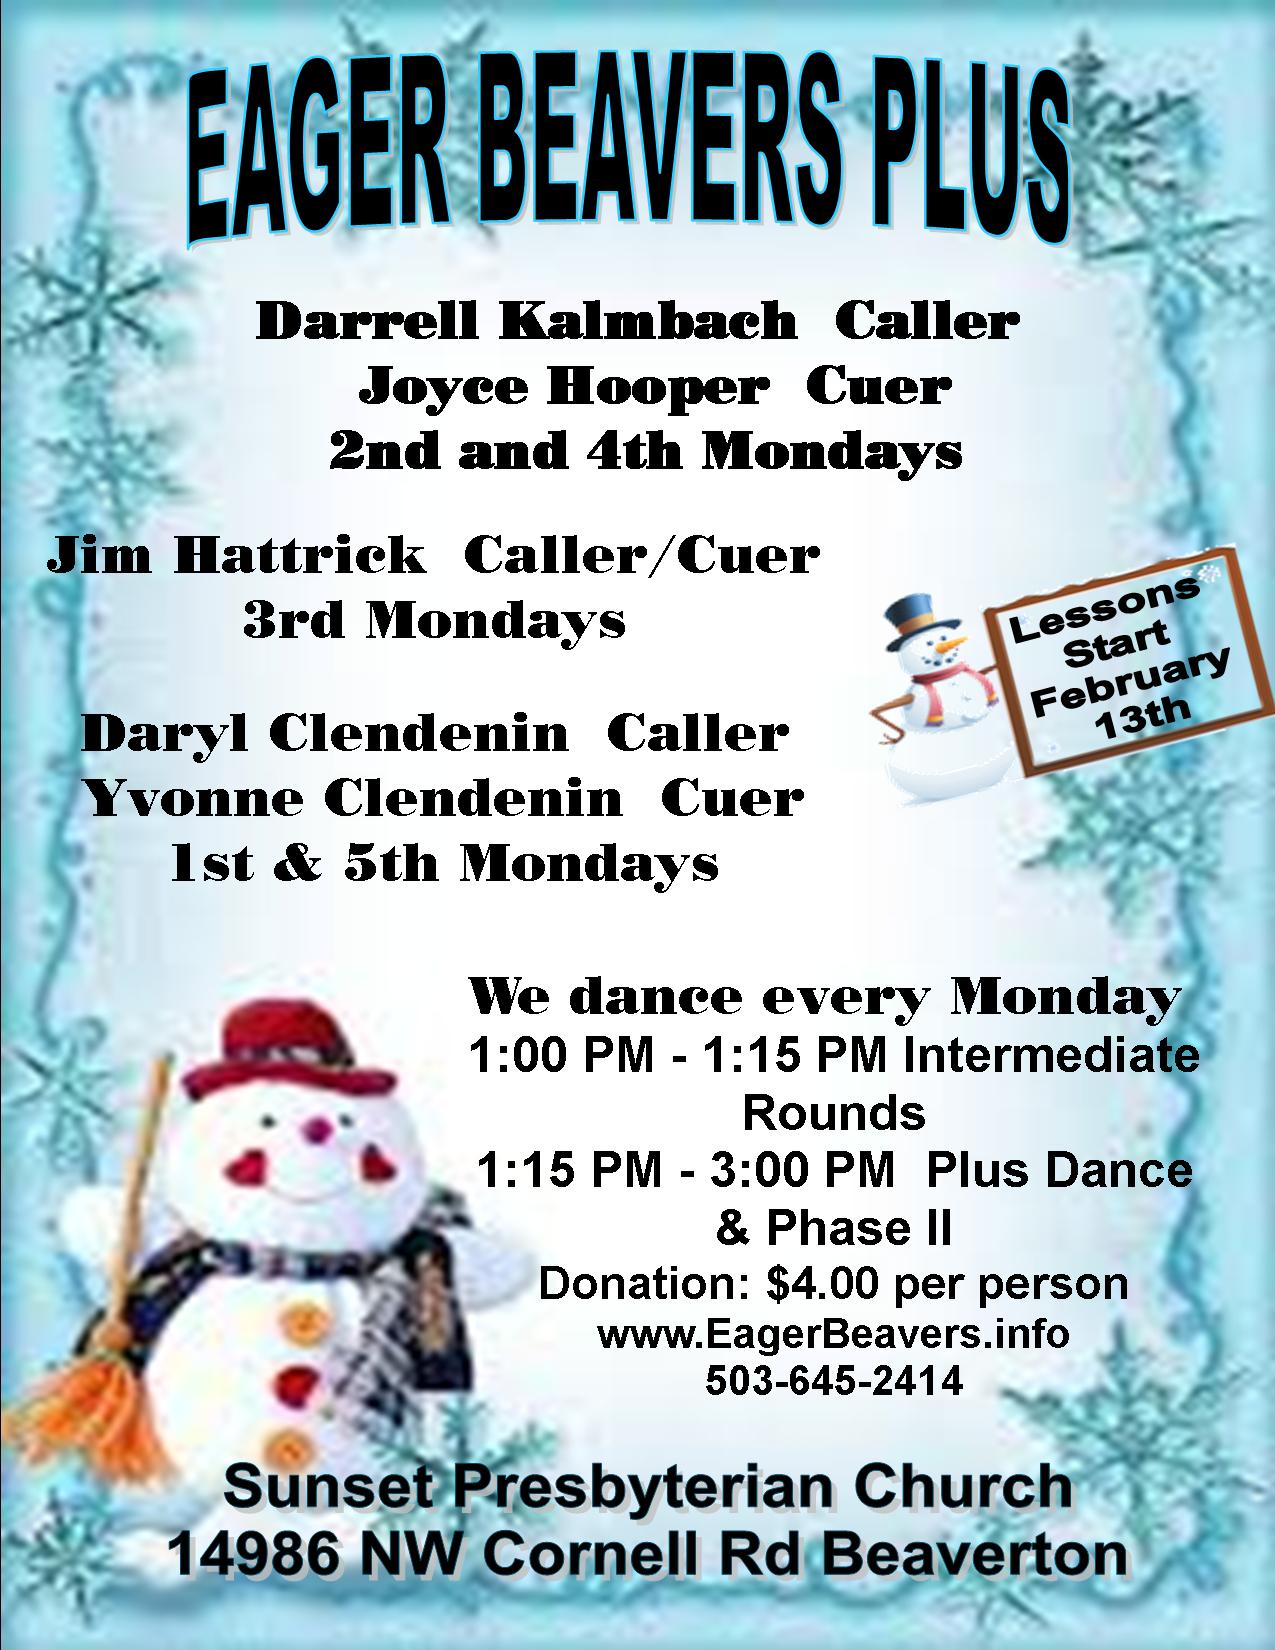 EAGER BEAVERS PLUS
Darrell Kalmbach  Caller
Joyce Hooper  Cuer
2nd and 4th Mondays
Jim Hattrick  Caller/Cuer
3rd Mondays
Lessons
Start
February
13th
Daryl Clendenin  Caller
Yvonne Clendenin  Cuer
1st & 5th Mondays
We dance every Monday
1:00 PM - 1:15 PM Intermediate
Rounds
1:15 PM - 3:00 PM  Plus Dance
& Phase II
Donation: $4.00 per person
www.EagerBeavers.info
503-645-2414
Sunset Presbyterian Church
14986 NW Cornell Rd Beaverton